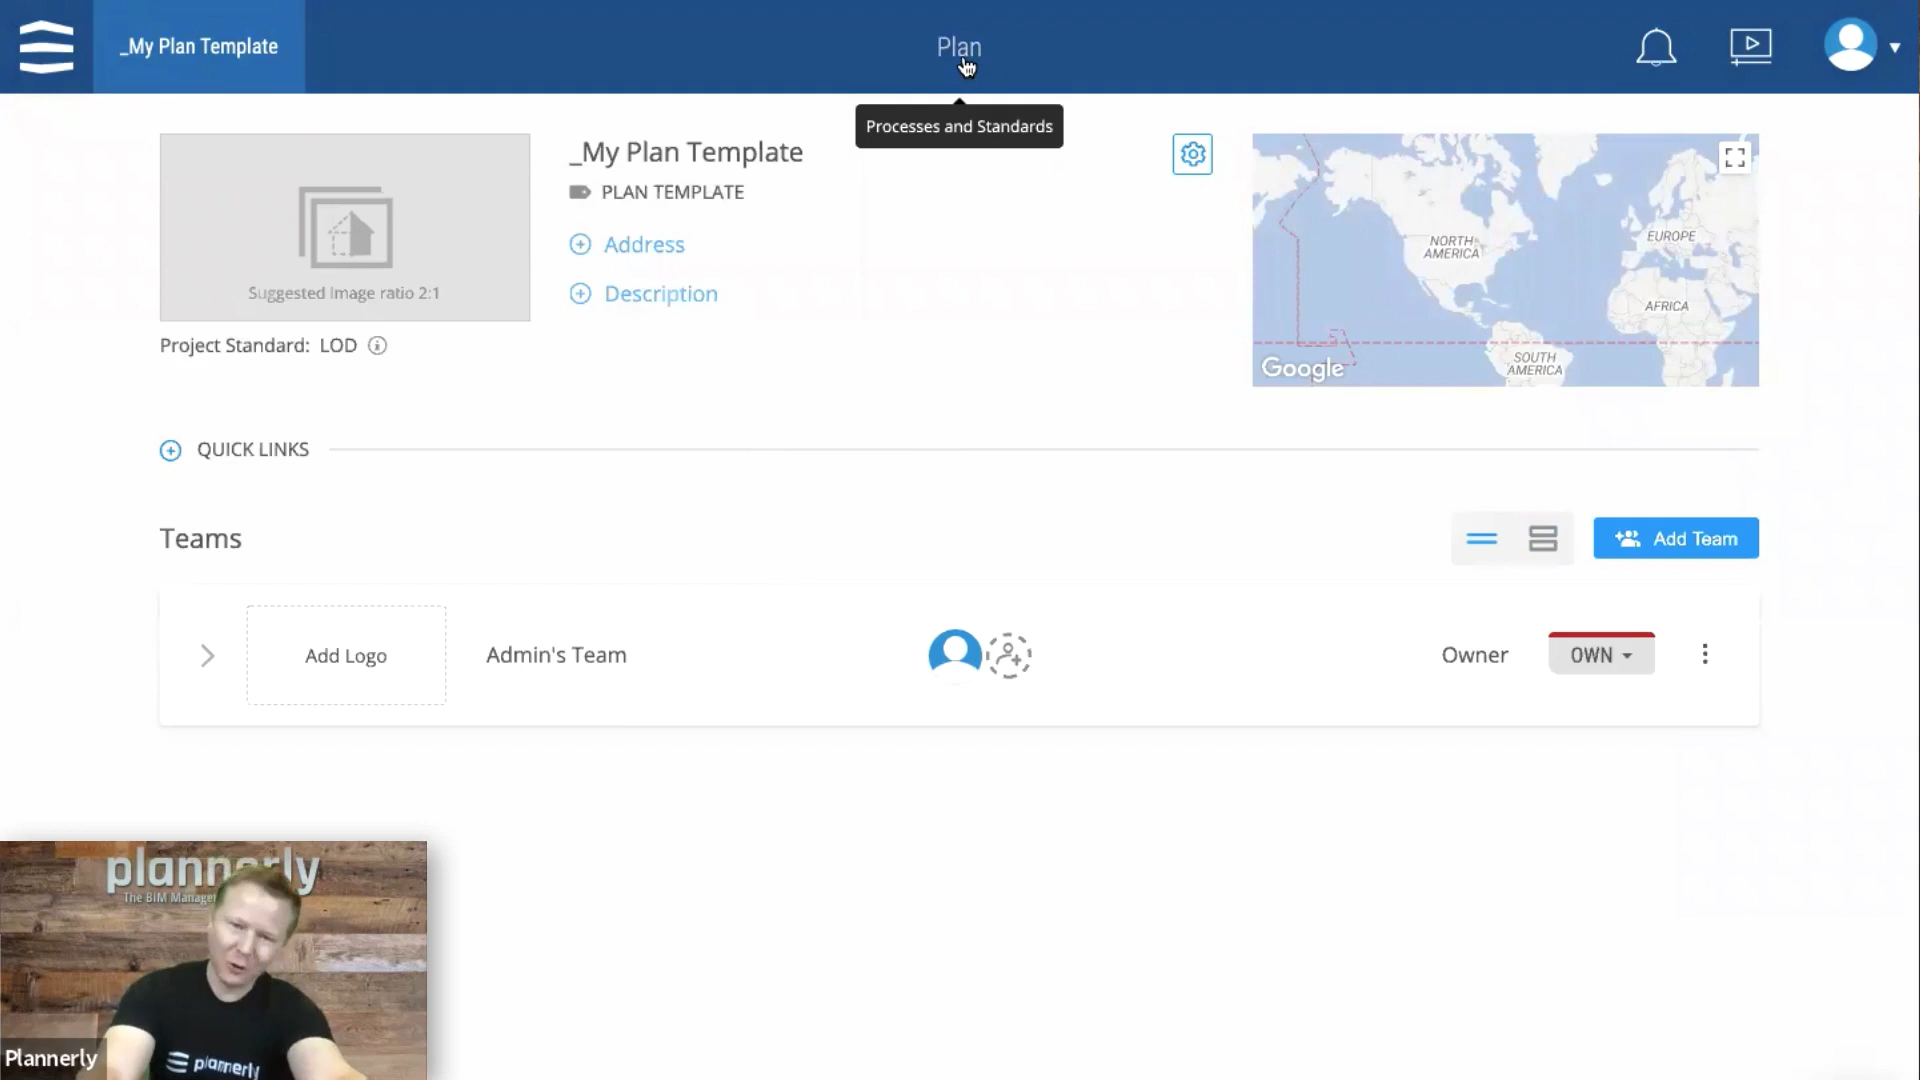 _My Plan Template
Plan
Processes and Standards
_My Plan Template
PLAN TEMPLATE
Address
Description
Suggested image ratio 2:1
Project Standard: LOD
NORTH
AMERICA
EUROPE
AFRICA
SOUTH
AMERICA
Google
QUICK LINKS
Teams
Add Team
Add Logo
Admin's Team
Owner
OWN
plannerly
The BIM Manage
plannerly
Plannerly